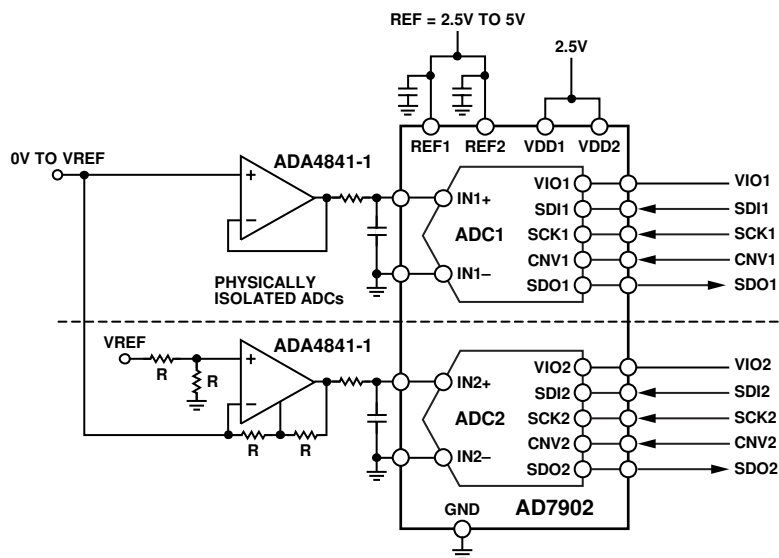 REF = 2.5V TO 5V
2.5V
REF1 REF2 VDD1 VDD2
0V TO VREF
ADA4841-1
+
–
IN1+
ADC1
IN1–
VIO1
SDI1
SCK1
CNV1
SDO1
VIO1
SDI1
SCK1
CNV1
SDO1
PHYSICALLY
ISOLATED ADCs
VREF
R
R
ADA4841-1
+
–
R
R
IN2+
ADC2
IN2–
VIO2
SDI2
SCK2
CNV2
SDO2
VIO2
SDI2
SCK2
CNV2
SDO2
GND
AD7902